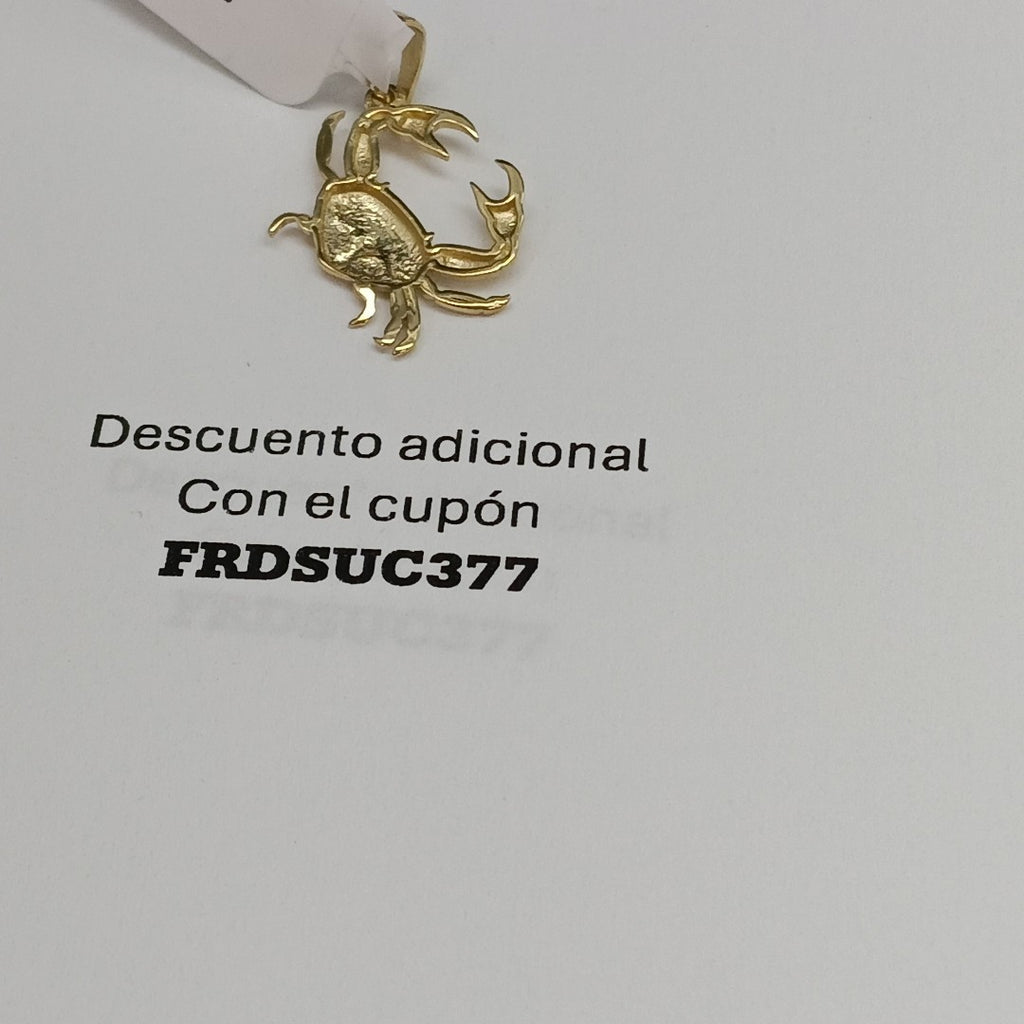 Descuento adicional
Con el cupón
FRDSUC377